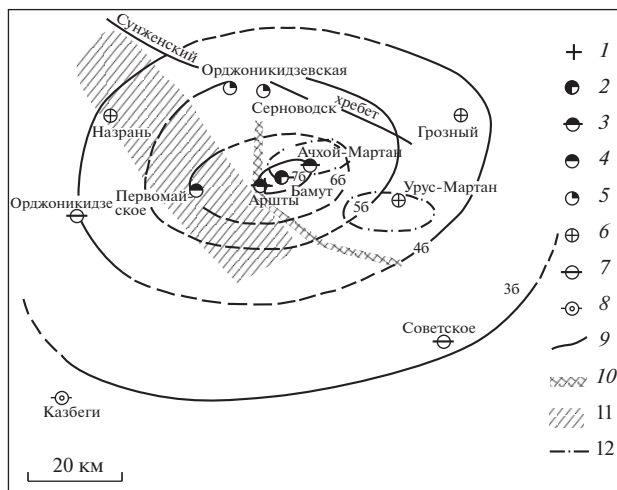 Сунженский
Орджоникидзевская
Серноводск
хребет
Назрань
Грозный
Ачхой-Мартан
7б
6б
Бамут
Аршты
Первомай-
ское
Урус-Мартан
5б
Орджоникидзе
4б
3б
Советское
Казбеги
20 км
1
2
3
4
5
6
7
8
9
10
11
12